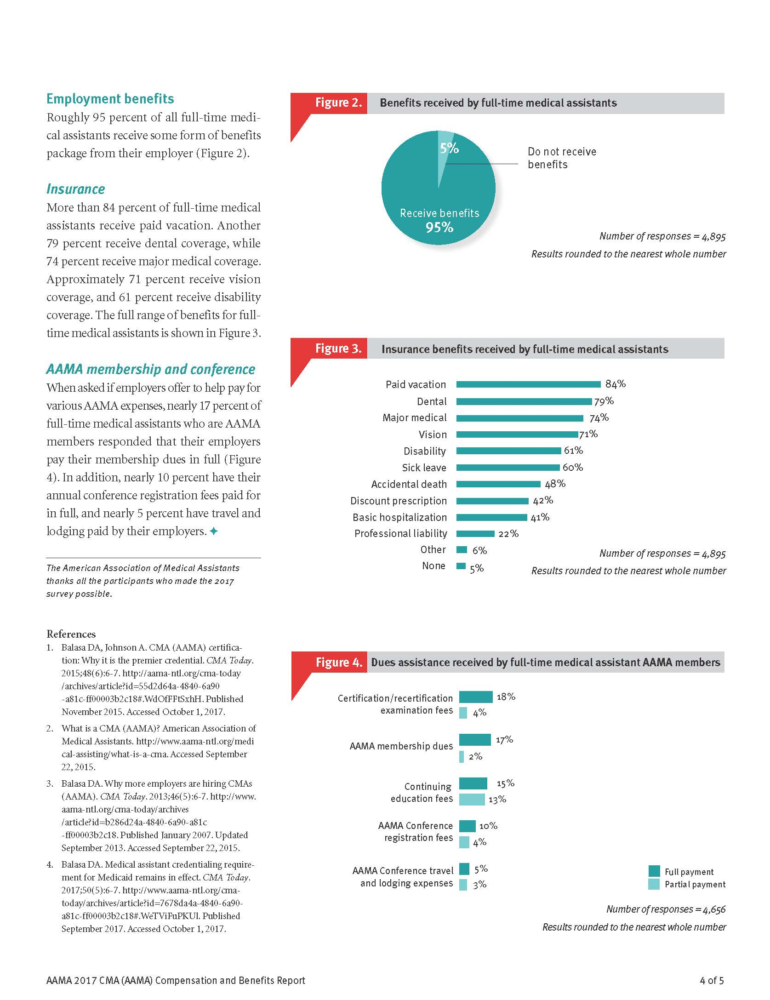 Employment benefits
Roughly 95 percent of all full-time medi-
cal assistants receive some form of benefits
package from their employer (Figure 2).
Insurance
More than 84 percent of full-time medical
assistants receive paid vacation. Another
79 percent receive dental coverage, while
74 percent receive major medical coverage.
Approximately 71 percent receive vision
coverage, and 61 percent receive disability
coverage. The full range of benefits for full-
time medical assistants is shown in Figure 3.
AAMA membership and conference
When asked if employers offer to help pay for
various AAMA expenses, nearly 17 percent of
full-time medical assistants who are AAMA
members responded that their employers
pay their membership dues in full (Figure
4). In addition, nearly 10 percent have their
annual conference registration fees paid for
in full, and nearly 5 percent have travel and
lodging paid by their employers. ✦
The American Association of Medical Assistants
thanks all the participants who made the 2017
survey possible.
References
1. Balasa DA, Johnson A. CMA (AAMA) certifica-
tion: Why it is the premier credential. CMA Today.
2015;48(6):6-7. http://aama-ntl.org/cma-today
/archives/article?id=55d2d64a-4840-6a90
-a81c-ff00003b2c18#.WdOfFFtSxhH. Published
November 2015. Accessed October 1, 2017.
2. What is a CMA (AAMA)? American Association of
Medical Assistants. http://www.aama-ntl.org/medi
cal-assisting/what-is-a-cma. Accessed September
22, 2015.
3. Balasa DA. Why more employers are hiring CMAs
(AAMA). CMA Today. 2013;46(5):6-7. http://www.
aama-ntl.org/cma-today/archives
/article?id=b286d24a-4840-6a90-a81c
-ff00003b2c18. Published January 2007. Updated
September 2013. Accessed September 22, 2015.
4. Balasa DA. Medical assistant credentialing require-
ment for Medicaid remains in effect. CMA Today.
2017;50(5):6-7. http://www.aama-ntl.org/cma-
today/archives/article?id=7678da4a-4840-6a90-
a81c-ff00003b2c18#.WeTViFuPKUl. Published
September 2017. Accessed October 1, 2017.
Figure 2. Benefits received by full-time medical assistants
5%
Do not receive
benefits
Receive benefits
95%
Number of responses = 4,895
Results rounded to the nearest whole number
Figure 3. Insurance benefits received by full-time medical assistants
Paid vacation 84%
Dental 79%
Major medical 74%
Vision 71%
Disability 61%
Sick leave 60%
Accidental death 48%
Discount prescription 42%
Basic hospitalization 41%
Professional liability 22%
Other 6%
None 5%
Number of responses = 4,895
Results rounded to the nearest whole number
Figure 4. Dues assistance received by full-time medical assistant AAMA members
Certification/recertification 18%
examination fees 4%
AAMA membership dues 17%
2%
Continuing 15%
education fees 13%
AAMA Conference 10%
registration fees 4%
AAMA Conference travel 5%
and lodging expenses 3%
Full payment
Partial payment
Number of responses = 4,656
Results rounded to the nearest whole number
AAMA 2017 CMA (AAMA) Compensation and Benefits Report 4 of 5